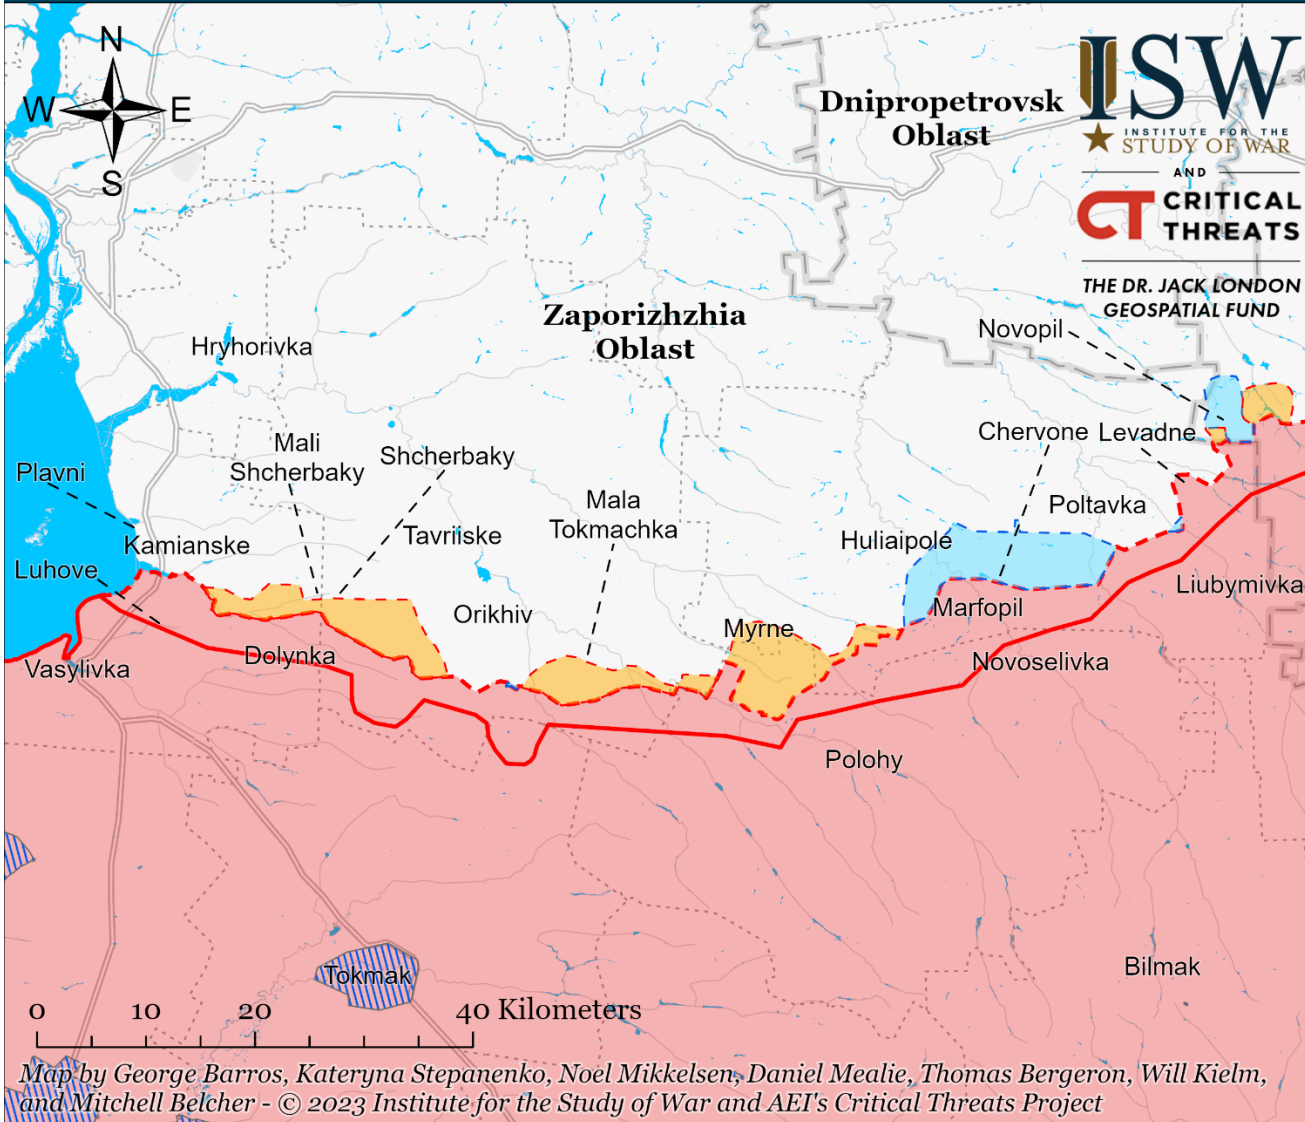 N
W E
S
Dnipropetrovsk
Oblast
ISW
INSTITUTE FOR THE
STUDY OF WAR
AND
CT CRITICAL
THREATS
THE DR. JACK LONDON
GEOSPATIAL FUND
Zaporizhzhia
Oblast
Novopil
Hryhorivka
Mali
Shcherbaky
Shcherbaky
Chervone
Levadne
Plavni
Mala
Tokmachka
Poltavka
Kamianske
Tavriiske
Huliaipole
Luhove
Liubymivka
Orikhiv
Marfopil
Myrne
Vasylivka
Dolynka
Novoselivka
Polohy
Tokmak
Bilmak
0 10 20 40 Kilometers
Map by George Barros, Kateryna Stepanenko, Noel Mikkelsen, Daniel Mealie, Thomas Bergeron, Will Kielm,
and Mitchell Belcher - © 2023 Institute for the Study of War and AEI's Critical Threats Project